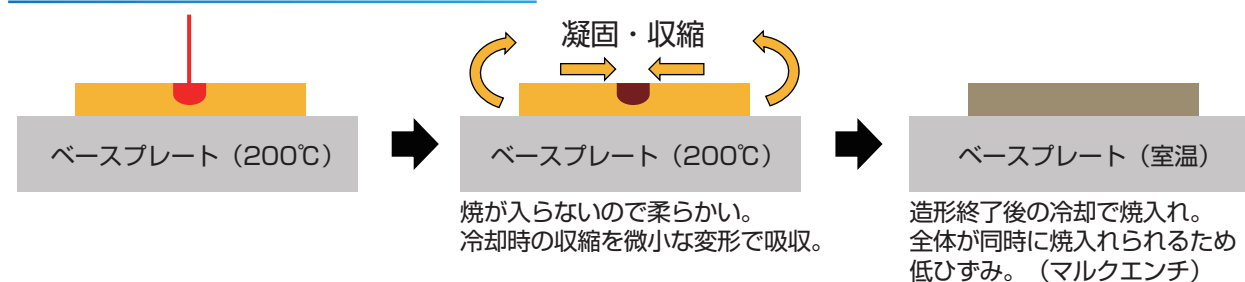 凝固・収縮
ベースプレート（200℃）
ベースプレート（200℃）
ベースプレート（室温）
焼が入らないので柔らかい。
冷却時の収縮を微小な変形で吸収。
造形終了後の冷却で焼入れ。
全体が同時に焼入れられるため
低ひずみ。（マルクエンチ）